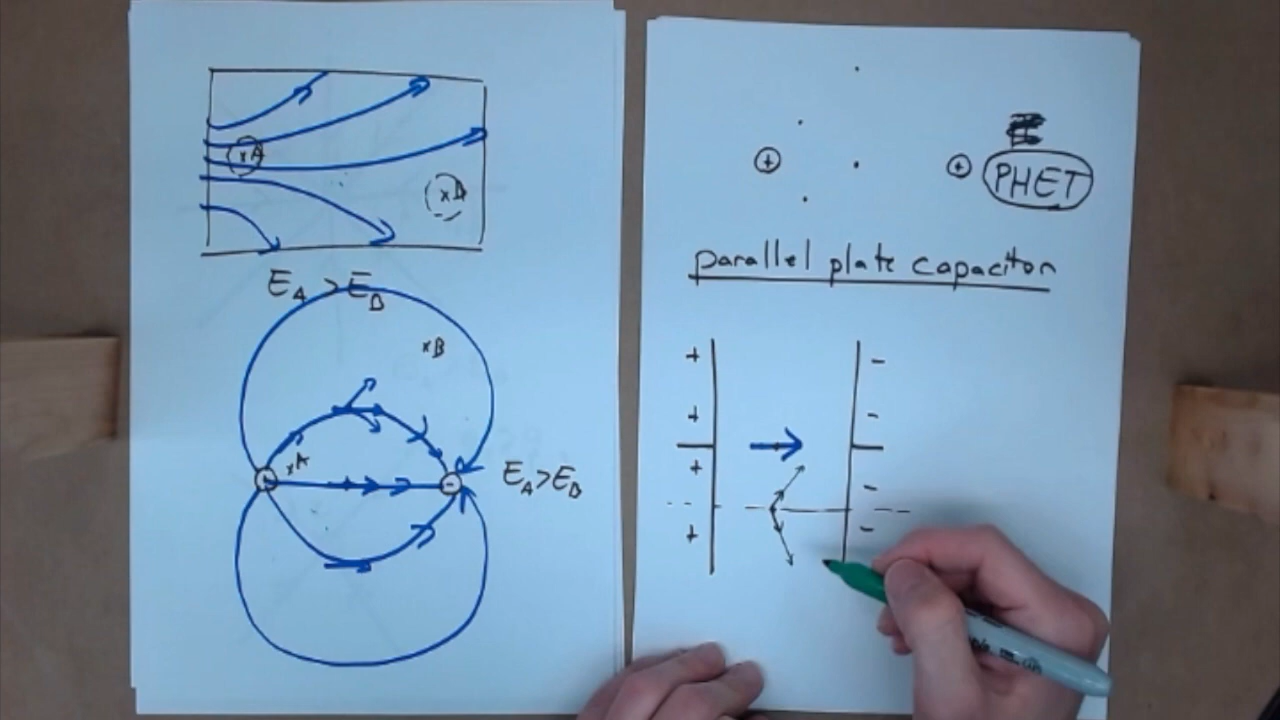 xA
xB
E_A > E_B
xB
xA
-
E_A > E_B
+
+
PHET
parallel plate capacitor
+ -
+ -
+ -
+ -